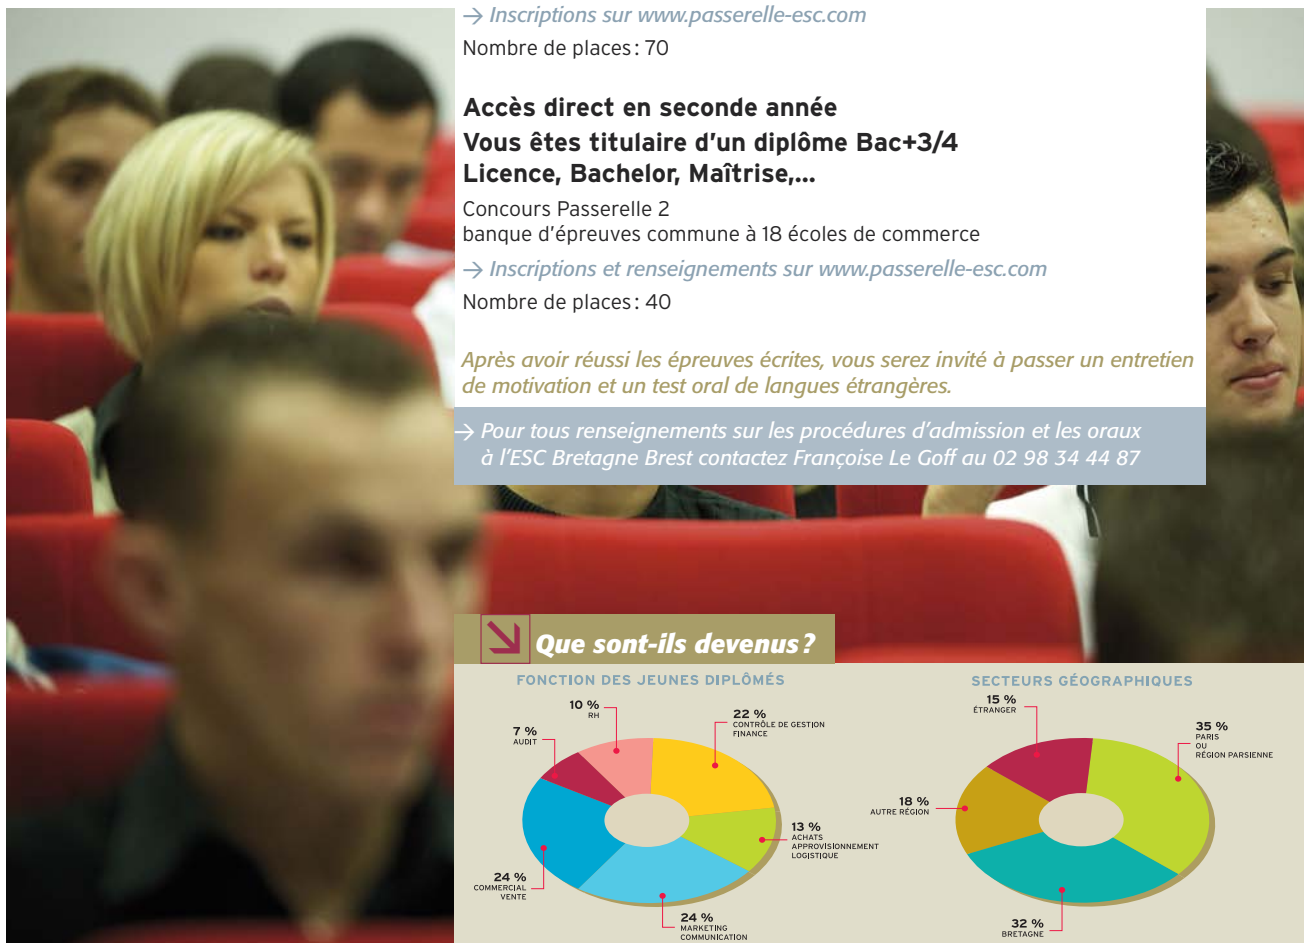 → Inscriptions sur www.passerelle-esc.com
Nombre de places : 70
Accès direct en seconde année
Vous êtes titulaire d’un diplôme Bac+3/4
Licence, Bachelor, Maîtrise,...
Concours Passerelle 2
banque d’épreuves commune à 18 écoles de commerce
→ Inscriptions et renseignements sur www.passerelle-esc.com
Nombre de places : 40
Après avoir réussi les épreuves écrites, vous serez invité à passer un entretien
de motivation et un test oral de langues étrangères.
→ Pour tous renseignements sur les procédures d’admission et les oraux
à l’ESC Bretagne Brest contactez Françoise Le Goff au 02 98 34 44 87
Que sont-ils devenus ?
FONCTION DES JEUNES DIPLÔMÉS
10 %
RH
22 %
CONTRÔLE DE GESTION
FINANCE
7 %
AUDIT
13 %
ACHATS
APPROVISIONNEMENT
LOGISTIQUE
24 %
COMMERCIAL
VENTE
24 %
MARKETING
COMMUNICATION
SECTEURS GÉOGRAPHIQUES
15 %
ÉTRANGER
35 %
PARIS
OU
RÉGION PARSIENNE
18 %
AUTRE RÉGION
32 %
BRETAGNE